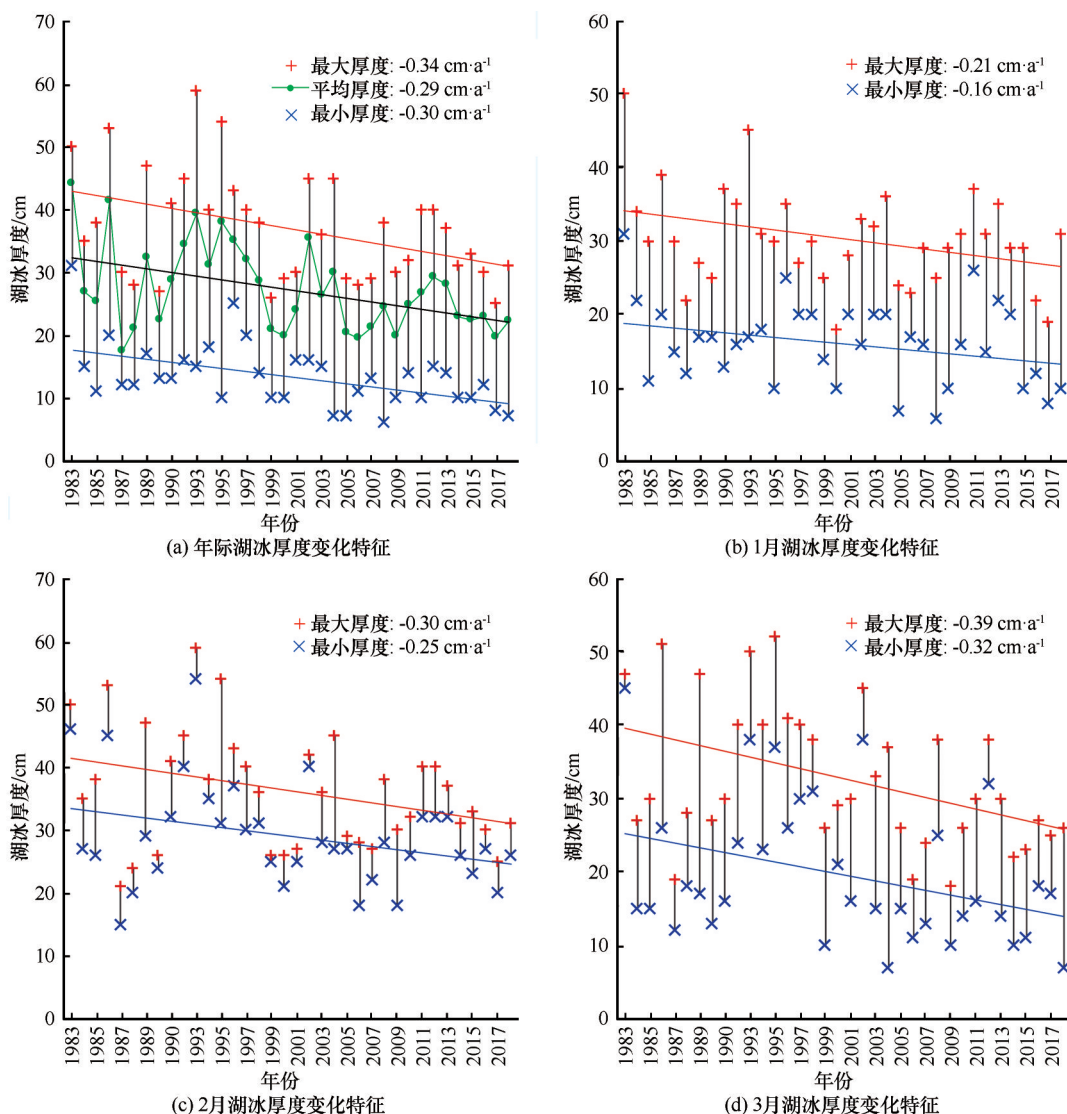 70
60
50
40
30
20
10
0
湖冰厚度/cm
最大厚度: -0.34 cm·a⁻¹
平均厚度: -0.29 cm·a⁻¹
最小厚度: -0.30 cm·a⁻¹
1983 1985 1987 1989 1990 1993 1995 1997 1999 2001 2003 2005 2007 2009 2011 2013 2015 2017
年份
(a) 年际湖冰厚度变化特征
60
50
40
30
20
10
0
湖冰厚度/cm
最大厚度: -0.21 cm·a⁻¹
最小厚度: -0.16 cm·a⁻¹
1983 1985 1987 1989 1990 1993 1995 1997 1999 2001 2003 2005 2007 2009 2011 2013 2015 2017
年份
(b) 1月湖冰厚度变化特征
70
60
50
40
30
20
10
0
湖冰厚度/cm
最大厚度: -0.30 cm·a⁻¹
最小厚度: -0.25 cm·a⁻¹
1983 1985 1987 1989 1990 1993 1995 1997 1999 2001 2003 2005 2007 2009 2011 2013 2015 2017
年份
(c) 2月湖冰厚度变化特征
60
50
40
30
20
10
0
湖冰厚度/cm
最大厚度: -0.39 cm·a⁻¹
最小厚度: -0.32 cm·a⁻¹
1983 1985 1987 1989 1990 1993 1995 1997 1999 2001 2003 2005 2007 2009 2011 2013 2015 2017
年份
(d) 3月湖冰厚度变化特征